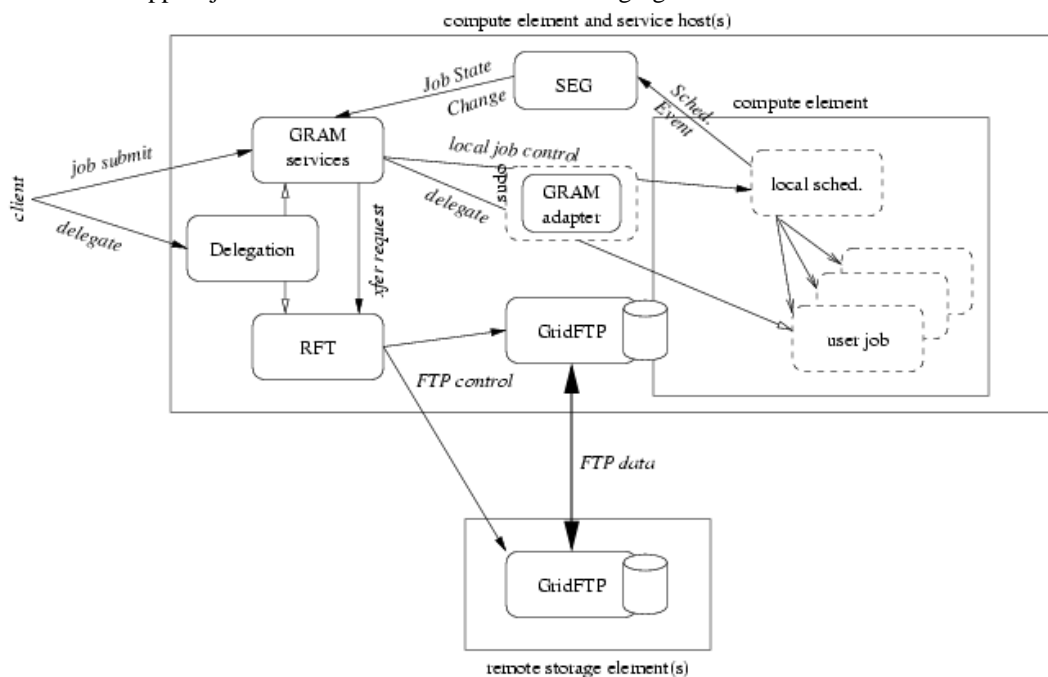 compute element and service host(s)
Job State
Change
SEG
Sched.
Event
compute element
GRAM
services
job submit
local job control
sudo
local sched.
client
delegate
GRAM
adapter
delegate
Delegation
xfer request
RFT
GridFTP
user job
FTP control
FTP data
GridFTP
remote storage element(s)